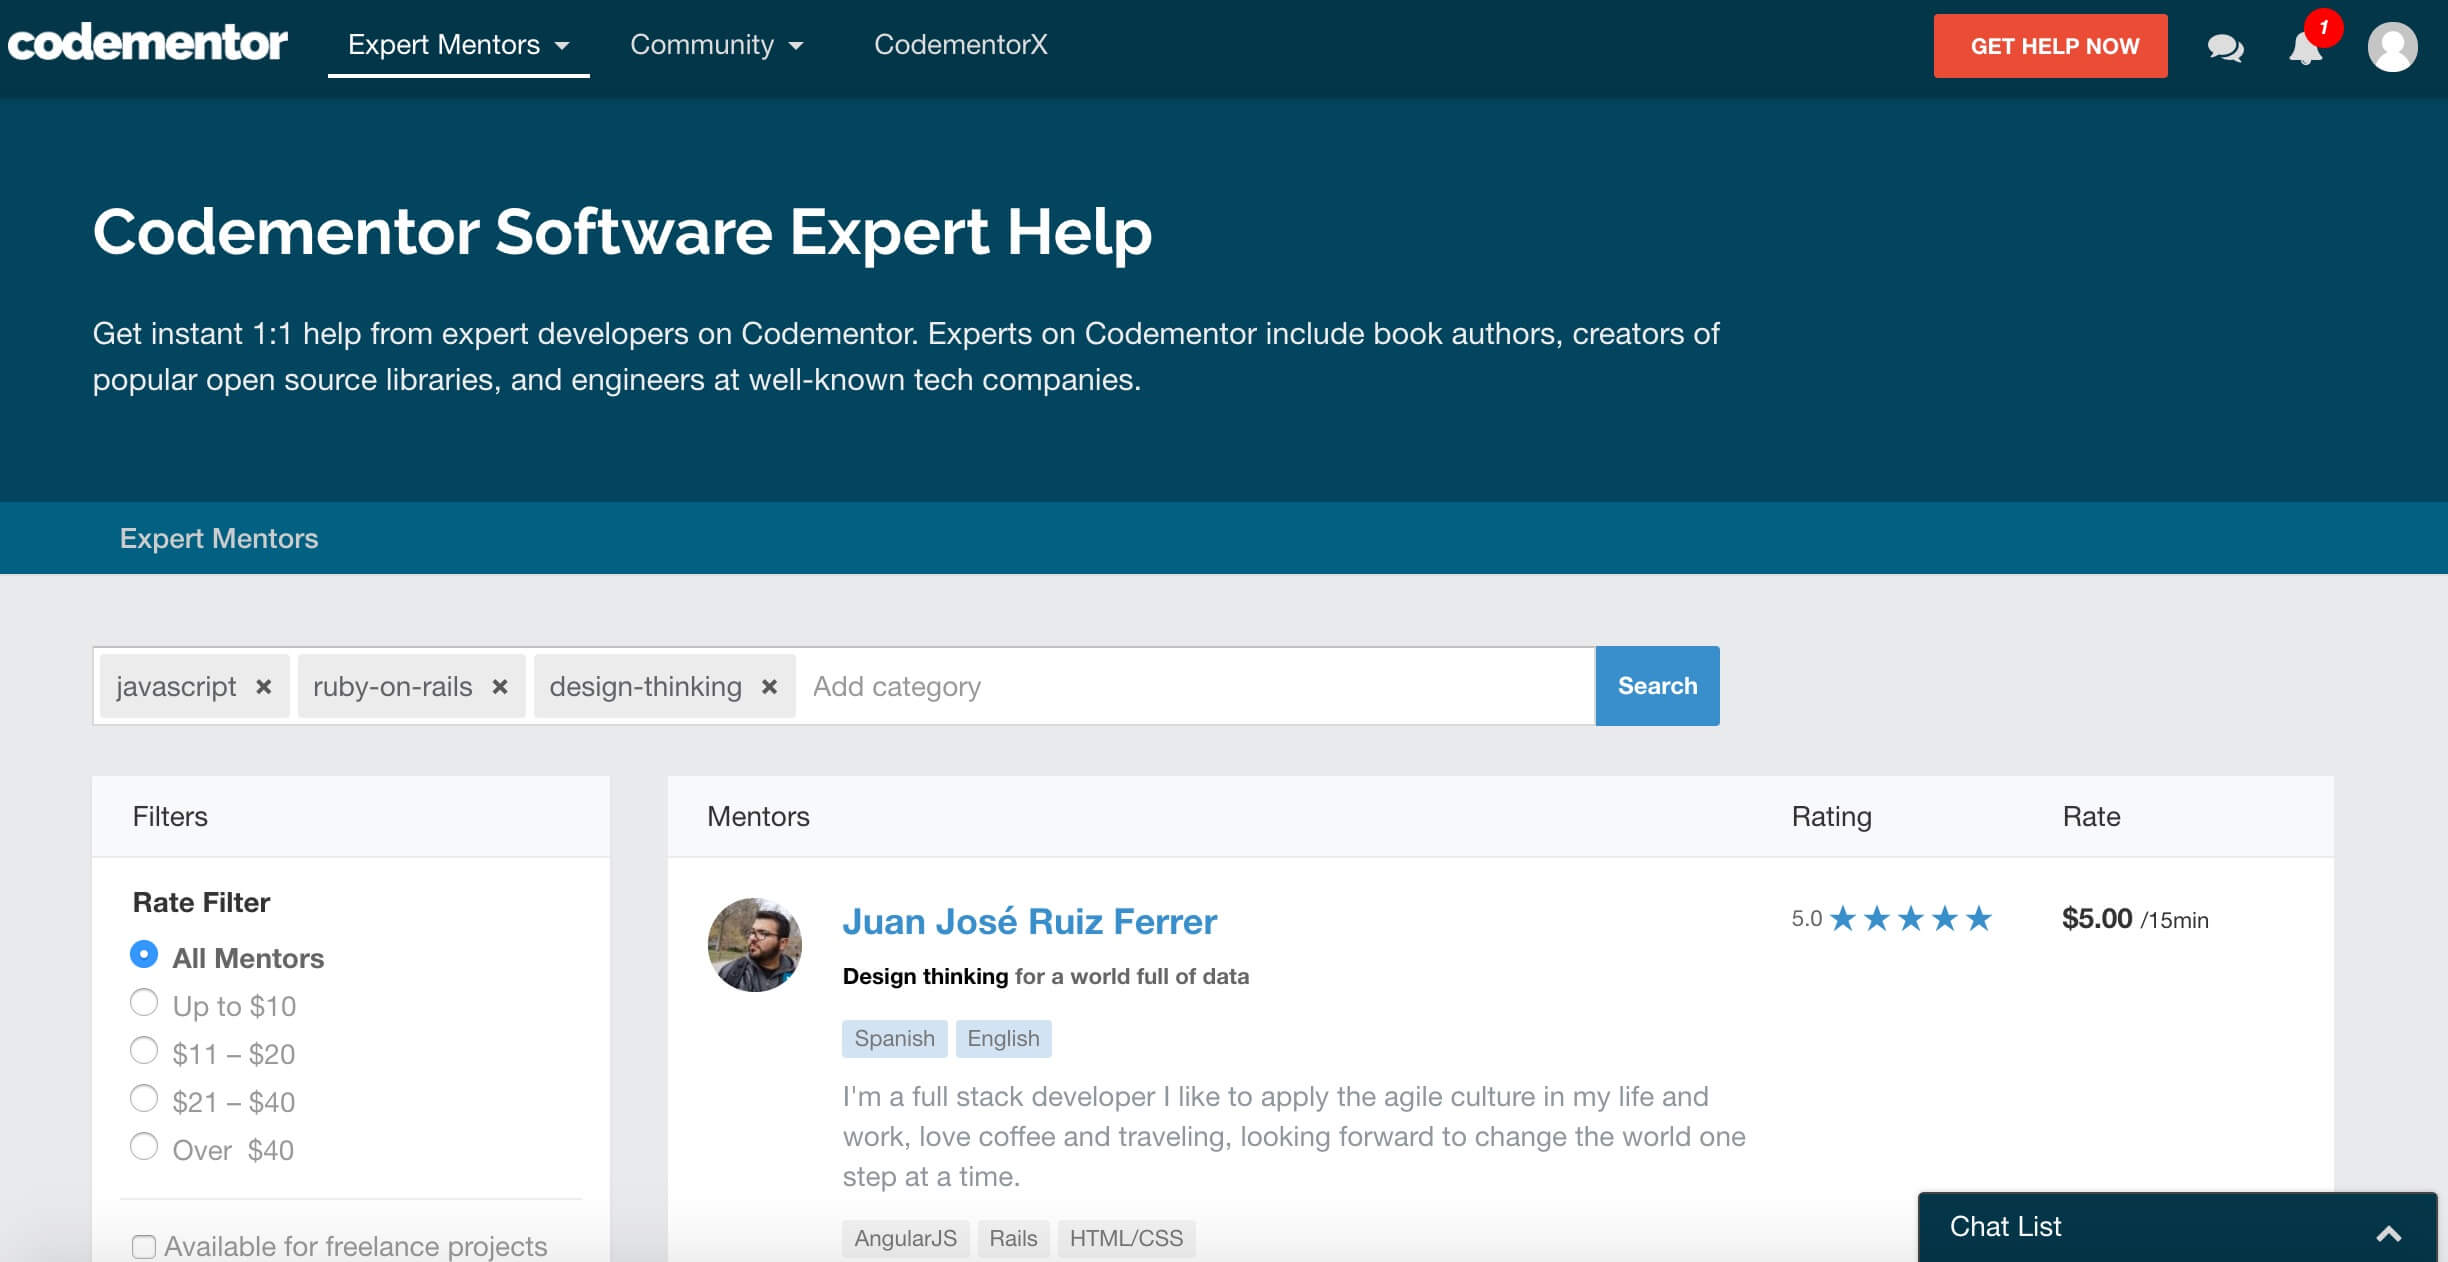 codementor Expert Mentors Community CodementorX GET HELP NOW 1
Codementor Software Expert Help
Get instant 1:1 help from expert developers on Codementor. Experts on Codementor include book authors, creators of
popular open source libraries, and engineers at well-known tech companies.
Expert Mentors
javascript × ruby-on-rails × design-thinking × Add category Search
Filters
Rate Filter
All Mentors
Up to $10
$11 – $20
$21 – $40
Over $40
Available for freelance projects
Mentors Rating Rate
Juan José Ruiz Ferrer 5.0 $5.00 /15min
Design thinking for a world full of data
Spanish English
I'm a full stack developer I like to apply the agile culture in my life and
work, love coffee and traveling, looking forward to change the world one
step at a time.
AngularJS Rails HTML/CSS
Chat List